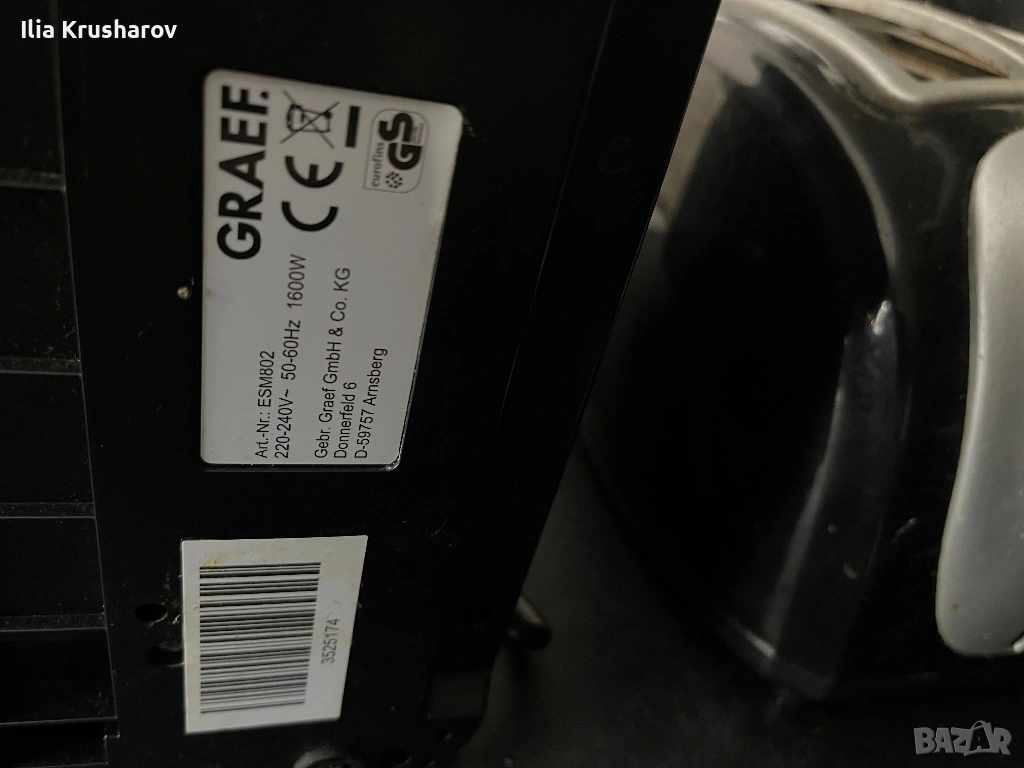 Ilia Krusharov
GRAEF.
CE
eurofins
GS
Art.-Nr.: ESM802
220-240V~ 50-60Hz 1600W
Gebr. Graef GmbH & Co. KG
Donnerfeld 6
D-59757 Arnsberg
3525174
BAZAR